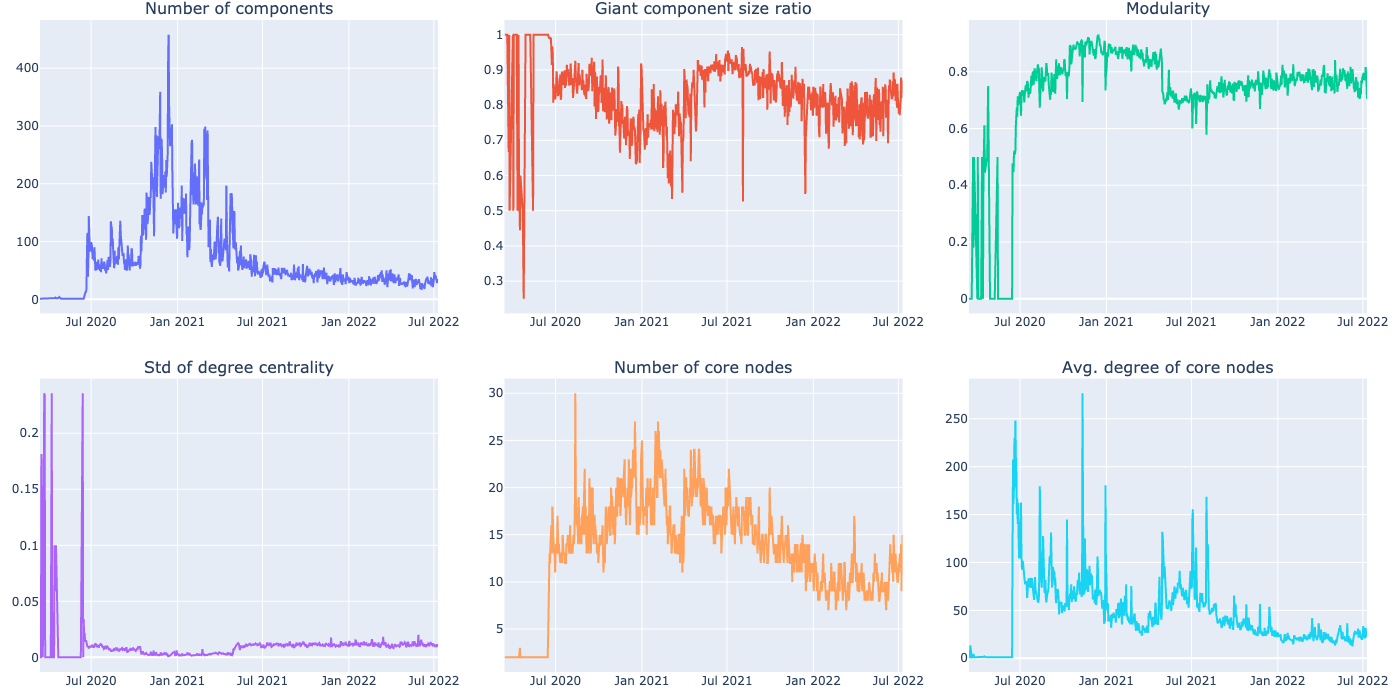 Number of components
400
300
200
100
0
Jul 2020 Jan 2021 Jul 2021 Jan 2022 Jul 2022
Giant component size ratio
1
0.9
0.8
0.7
0.6
0.5
0.4
0.3
Jul 2020 Jan 2021 Jul 2021 Jan 2022 Jul 2022
Modularity
0.8
0.6
0.4
0.2
0
Jul 2020 Jan 2021 Jul 2021 Jan 2022 Jul 2022
Std of degree centrality
0.2
0.15
0.1
0.05
0
Jul 2020 Jan 2021 Jul 2021 Jan 2022 Jul 2022
Number of core nodes
30
25
20
15
10
5
Jul 2020 Jan 2021 Jul 2021 Jan 2022 Jul 2022
Avg. degree of core nodes
250
200
150
100
50
0
Jul 2020 Jan 2021 Jul 2021 Jan 2022 Jul 2022